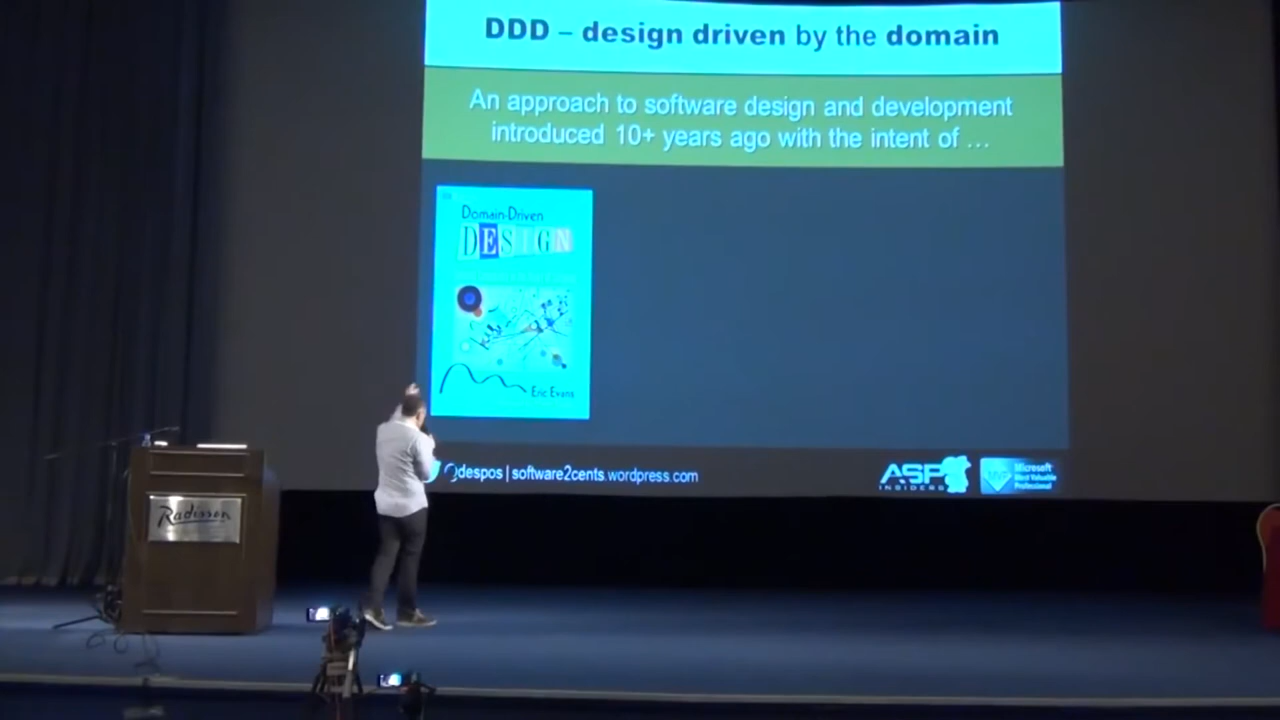 DDD – design driven by the domain
An approach to software design and development
introduced 10+ years ago with the intent of …
Domain-Driven
DESIGN
Eric Evans
despos | software2cents.wordpress.com
ASP
INSIDERS
MVP
Microsoft
Most Valuable
Professional
Radisson